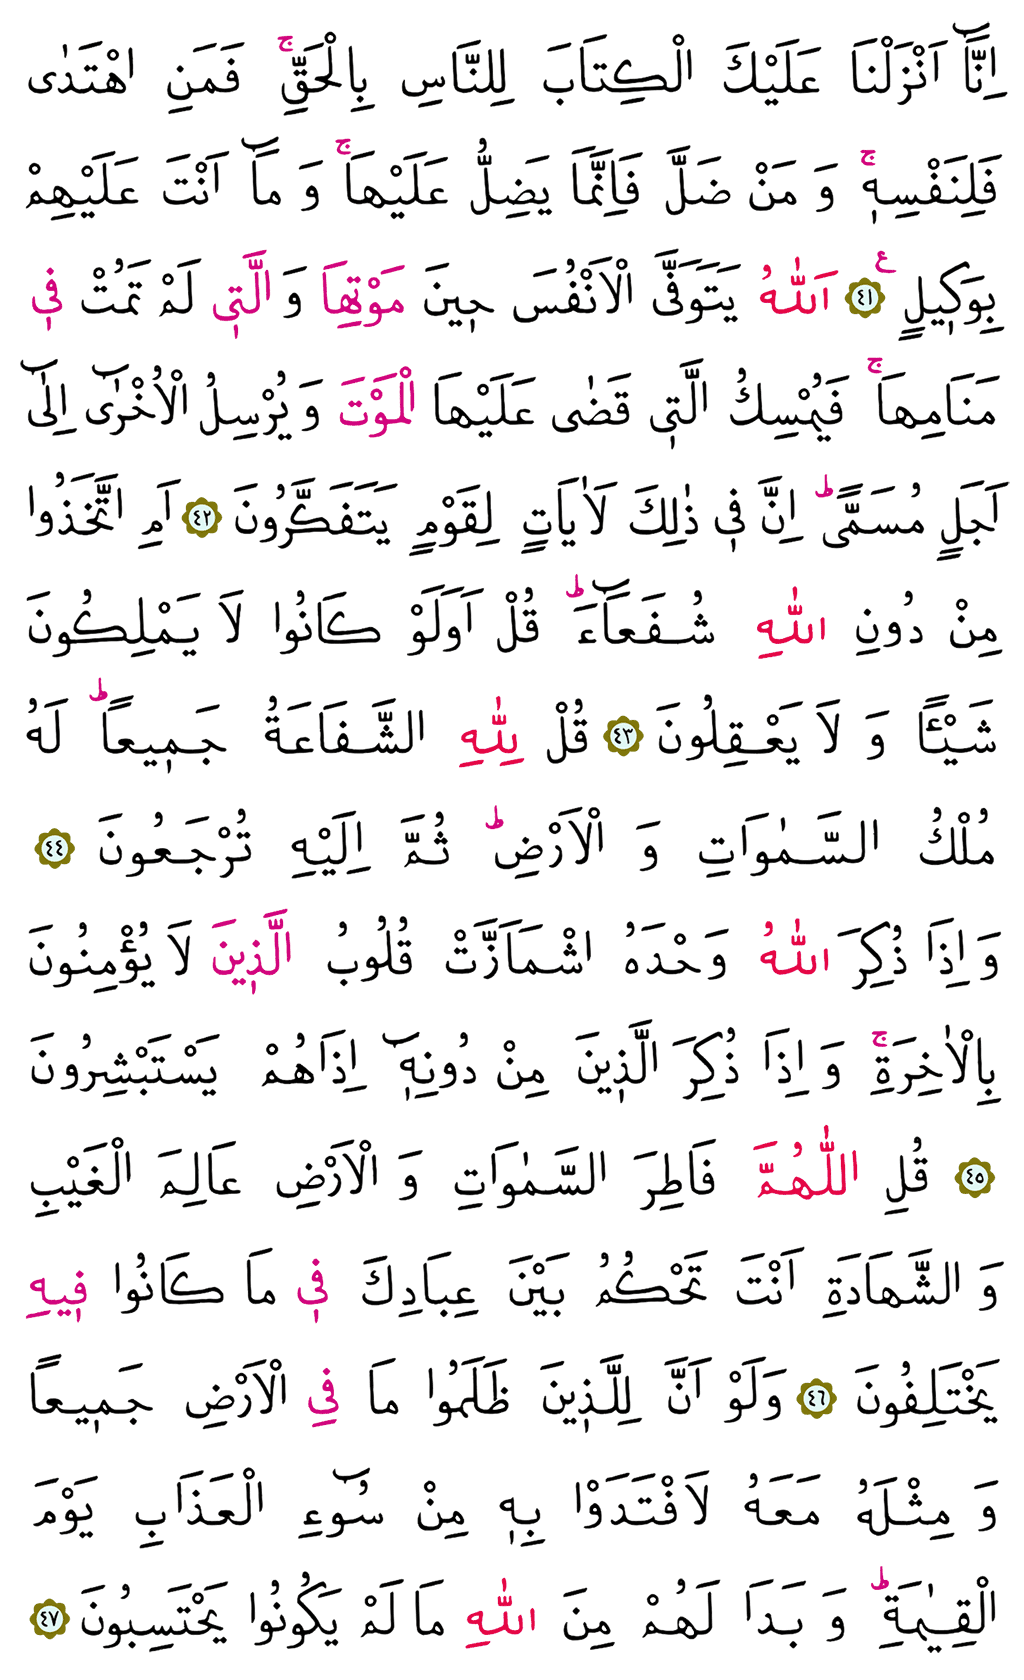 اِنَّٓا اَنْزَلْنَا عَلَيْكَ الْكِتَابَ لِلنَّاسِ بِالْحَقِّۚ فَمَنِ اهْتَدٰى
فَلِنَفْسِه۪ۚ وَ مَنْ ضَلَّ فَاِنَّمَا يَضِلُّ عَلَيْهَاۚ وَ مَٓا اَنْتَ عَلَيْهِمْ
بِوَك۪يلٍ ع ﴿٤١﴾ اَللّٰهُ يَتَوَفَّى الْاَنْفُسَ ح۪ينَ مَوْتِهَا وَ الَّت۪ي لَمْ تَمُتْ ف۪ي
مَنَامِهَاۚ فَيُمْسِكُ الَّت۪ي قَضٰى عَلَيْهَا الْمَوْتَ وَ يُرْسِلُ الْاُخْرٰٓى اِلٰٓى
اَجَلٍ مُسَمًّىۜ اِنَّ ف۪ي ذٰلِكَ لَاٰيَاتٍ لِقَوْمٍ يَتَفَكَّرُونَ ﴿٤٢﴾ اَمِ اتَّخَذُوا
مِنْ دُونِ اللّٰهِ شُفَعَٓاءَۜ قُلْ اَوَلَوْ كَانُوا لَا يَمْلِكُونَ
شَيْـًٔا وَ لَا يَعْقِلُونَ ﴿٤٣﴾ قُلْ لِلّٰهِ الشَّفَاعَةُ جَم۪يعًاۜ لَهُ
مُلْكُ السَّمٰوَاتِ وَ الْاَرْضِۜ ثُمَّ اِلَيْهِ تُرْجَعُونَ ﴿٤٤﴾
وَ اِذَا ذُكِرَ اللّٰهُ وَحْدَهُ اشْمَاَزَّتْ قُلُوبُ الَّذ۪ينَ لَا يُؤْمِنُونَ
بِالْاٰخِرَةِۚ وَ اِذَا ذُكِرَ الَّذ۪ينَ مِنْ دُونِه۪ٓ اِذَاهُمْ يَسْتَبْشِرُونَ
﴿٤٥﴾ قُلِ اللّٰهُمَّ فَاطِرَ السَّمٰوَاتِ وَ الْاَرْضِ عَالِمَ الْغَيْبِ
وَ الشَّهَادَةِ اَنْتَ تَحْكُمُ بَيْنَ عِبَادِكَ ف۪ي مَا كَانُوا ف۪يهِ
يَخْتَلِفُونَ ﴿٤٦﴾ وَلَوْ اَنَّ لِلَّذ۪ينَ ظَلَمُوا مَا فِي الْاَرْضِ جَم۪يعًا
وَ مِثْلَهُ مَعَهُ لَافْتَدَوْا بِه۪ مِنْ سُٓوءِ الْعَذَابِ يَوْمَ
الْقِيٰمَةِۜ وَ بَدَا لَهُمْ مِنَ اللّٰهِ مَا لَمْ يَكُونُوا يَحْتَسِبُونَ ﴿٤٧﴾